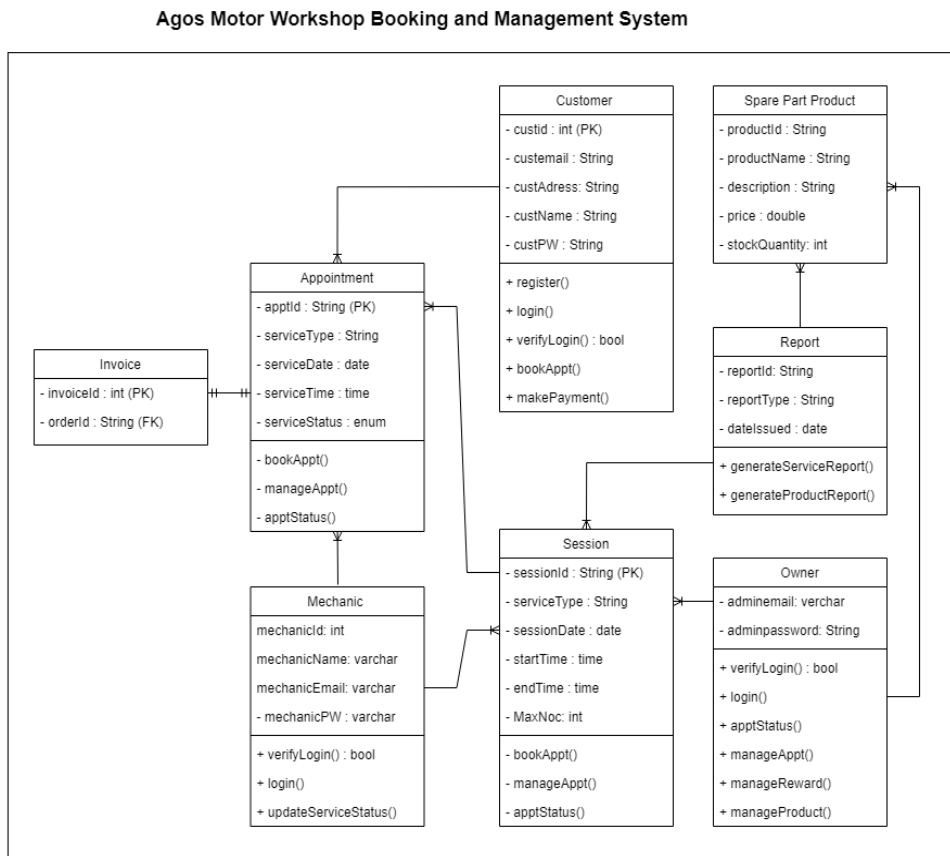 Agos Motor Workshop Booking and Management System
Customer
- custid : int (PK)
- custemail : String
- custAdress: String
- custName : String
- custPW : String
+ register()
+ login()
+ verifyLogin() : bool
+ bookAppt()
+ makePayment()
Spare Part Product
- productId : String
- productName : String
- description : String
- price : double
- stockQuantity: int
Appointment
- apptId : String (PK)
- serviceType : String
- serviceDate : date
- serviceTime : time
- serviceStatus : enum
- bookAppt()
- manageAppt()
- apptStatus()
Invoice
- invoiceId : int (PK)
- orderId : String (FK)
Report
- reportId: String
- reportType : String
- dateIssued : date
+ generateServiceReport()
+ generateProductReport()
Session
- sessionId : String (PK)
- serviceType : String
- sessionDate : date
- startTime : time
- endTime : time
- MaxNoc: int
- bookAppt()
- manageAppt()
- apptStatus()
Owner
- adminemail: verchar
- adminpassword: String
+ verifyLogin() : bool
+ login()
+ apptStatus()
+ manageAppt()
+ manageReward()
+ manageProduct()
Mechanic
mechanicId: int
mechanicName: varchar
mechanicEmail: varchar
- mechanicPW : varchar
+ verifyLogin() : bool
+ login()
+ updateServiceStatus()